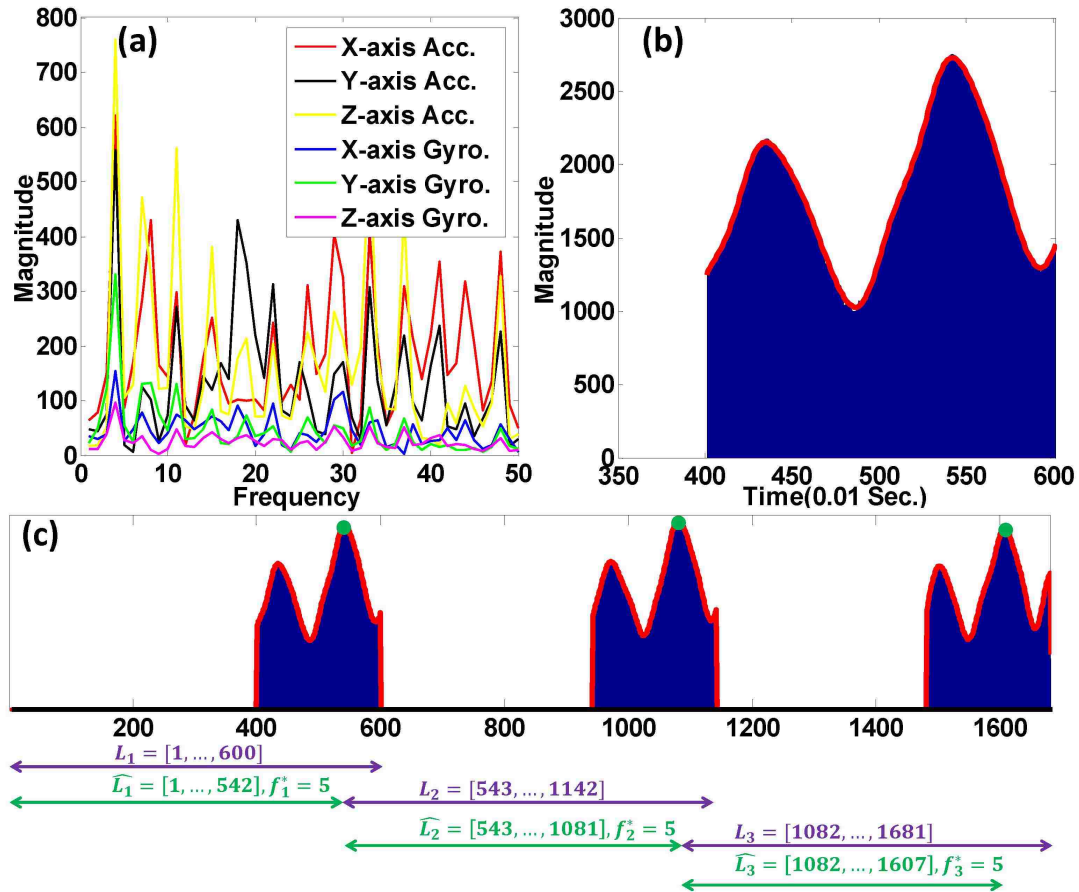 (a)
X-axis Acc.
Y-axis Acc.
Z-axis Acc.
X-axis Gyro.
Y-axis Gyro.
Z-axis Gyro.
800
700
600
500
400
300
200
100
0
Magnitude
0
10
20
30
40
50
Frequency
(b)
3000
2500
2000
1500
1000
500
0
Magnitude
350
400
450
500
550
600
Time(0.01 Sec.)
(c)
200
400
600
800
1000
1200
1400
1600
L₁ = [1, ..., 600]
L̂₁ = [1, ..., 542], f₁* = 5
L₂ = [543, ..., 1142]
L̂₂ = [543, ..., 1081], f₂* = 5
L₃ = [1082, ..., 1681]
L̂₃ = [1082, ..., 1607], f₃* = 5